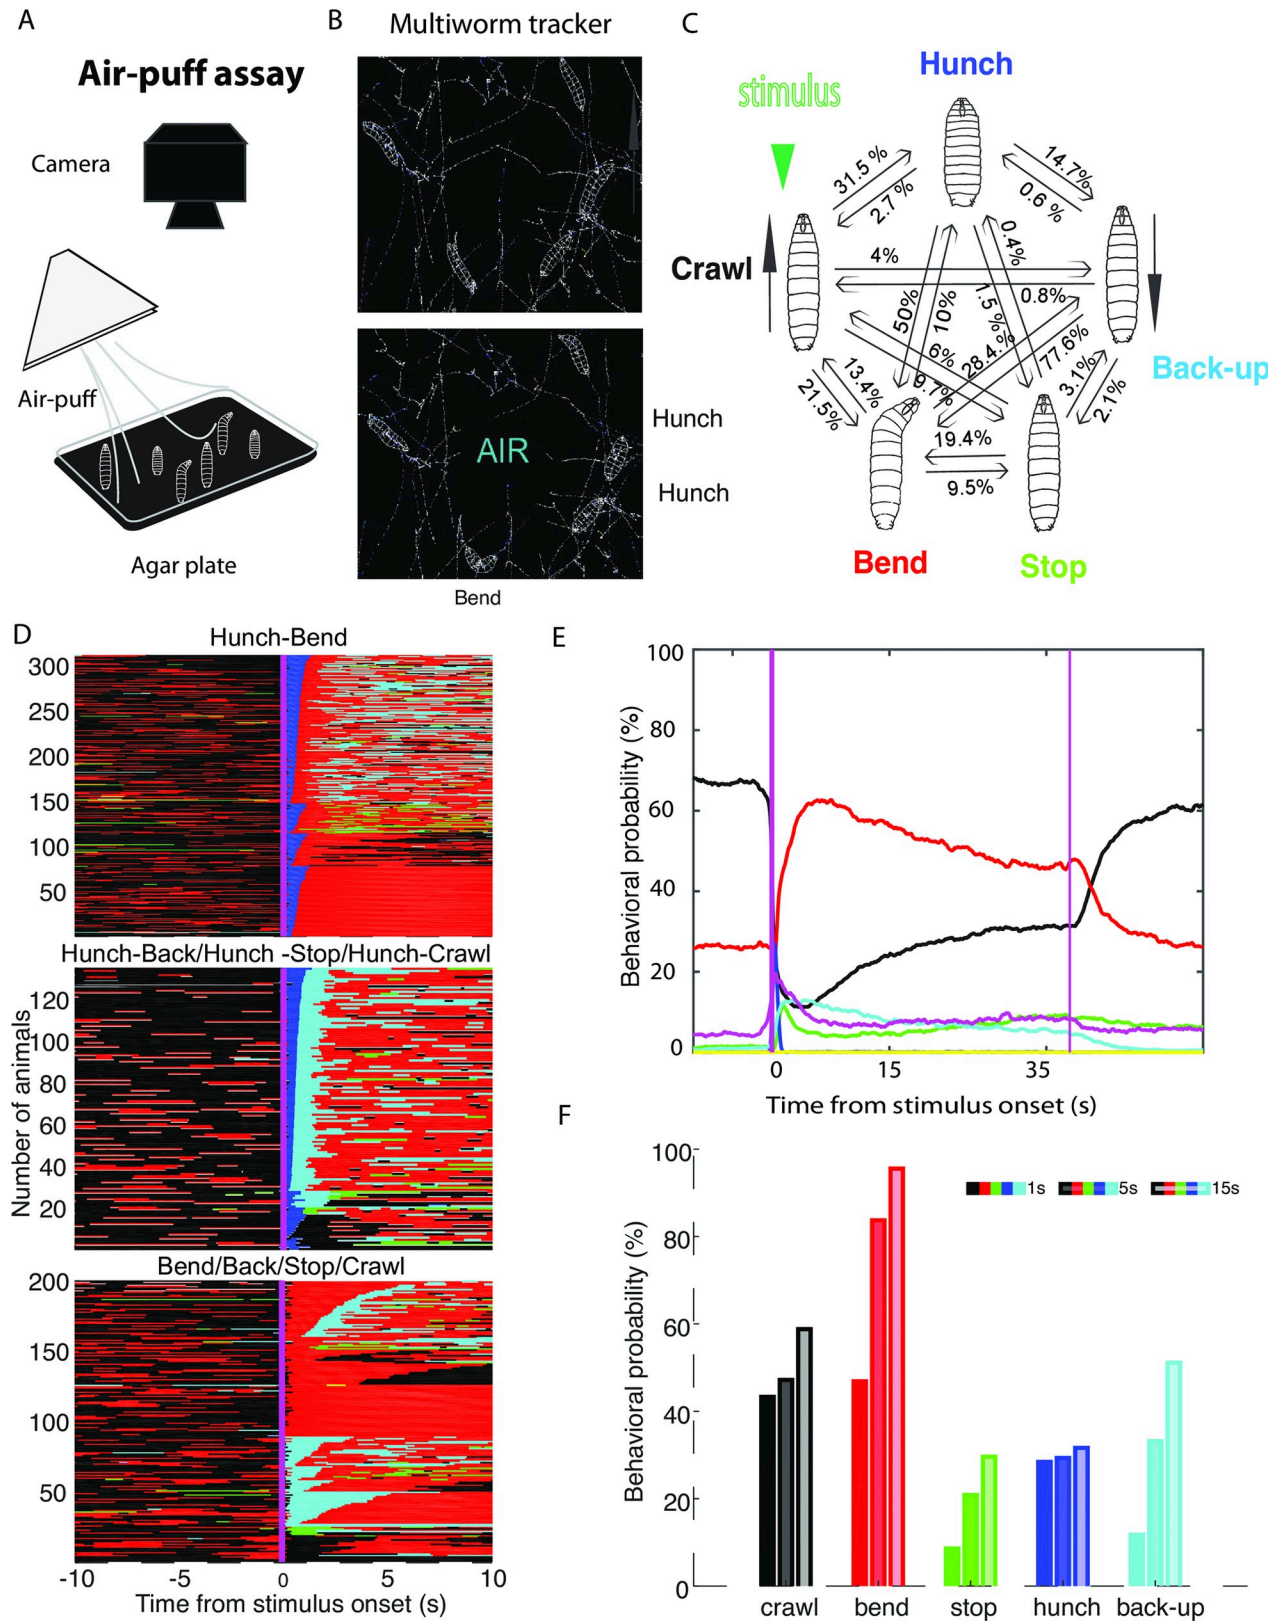 A
Air-puff assay
Camera
Air-puff
Agar plate
B
Multiworm tracker
AIR
Hunch
Hunch
Bend
C
stimulus
Hunch
Crawl
Back-up
Bend
Stop
31.5 %
2.7 %
14.7%
0.6 %
4%
0.8%
50%
10%
0.4%
1.5 %
6%
9.7%
28.4.%
77.6%
13.4%
21.5%
3.1%
2.1%
19.4%
9.5%
D
Hunch-Bend
300
250
200
150
100
50
Hunch-Back/Hunch -Stop/Hunch-Crawl
120
100
80
60
40
20
Number of animals
Bend/Back/Stop/Crawl
200
150
100
50
-10 -5 0 5 10
Time from stimulus onset (s)
E
100
80
60
40
20
0
Behavioral probability (%)
0 15 35
Time from stimulus onset (s)
F
100
80
60
40
20
0
Behavioral probability (%)
1s 5s 15s
crawl bend stop hunch back-up